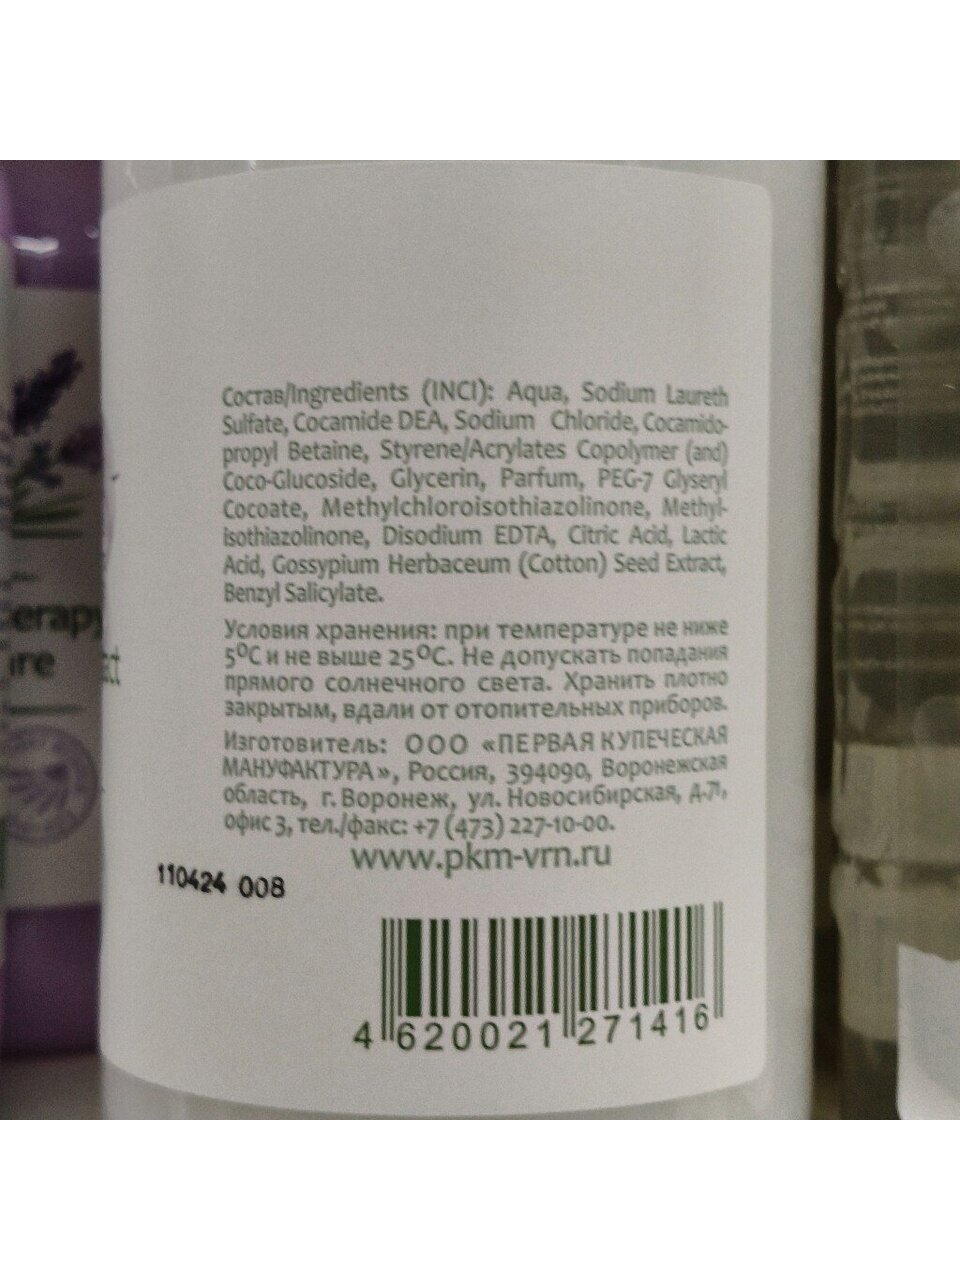 Состав/Ingredients (INCI): Aqua, Sodium Laureth
Sulfate, Cocamide DEA, Sodium Chloride, Cocamido-
propyl Betaine, Styrene/Acrylates Copolymer (and)
Coco-Glucoside, Glycerin, Parfum, PEG-7 Glyseryl
Cocoate, Methylchloroisothiazolinone, Methyl-
isothiazolinone, Disodium EDTA, Citric Acid, Lactic
Acid, Gossypium Herbaceum (Cotton) Seed Extract,
Benzyl Salicylate.
Условия хранения: при температуре не ниже
5°С и не выше 25°С. Не допускать попадания
прямого солнечного света. Хранить плотно
закрытым, вдали от отопительных приборов.
Изготовитель: ООО «ПЕРВАЯ КУПЕЧЕСКАЯ
МАНУФАКТУРА», Россия, 394090, Воронежская
область, г. Воронеж, ул. Новосибирская, д.71,
офис 3, тел./факс: +7 (473) 227-10-00.
www.pkm-vrn.ru
110424 008
4 620021 271416